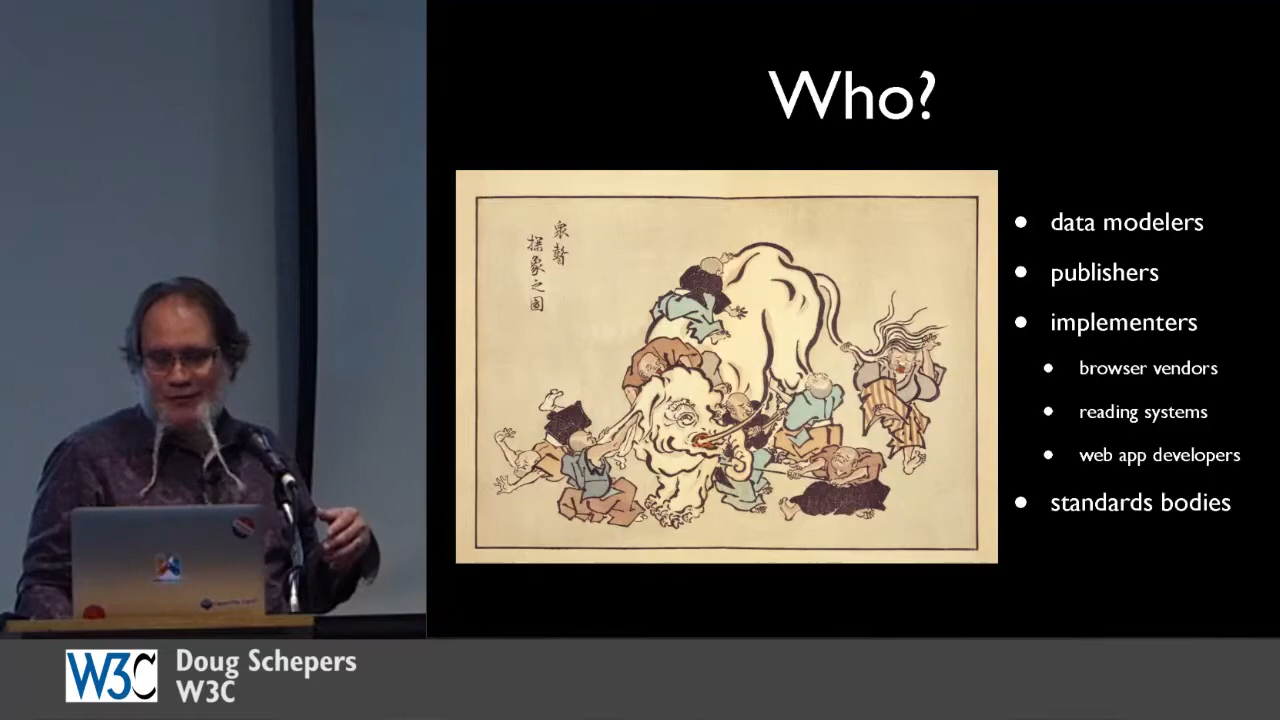 Who?
衆瞽
探象之圖
data modelers
publishers
implementers
browser vendors
reading systems
web app developers
standards bodies
W3C
Doug Schepers
W3C